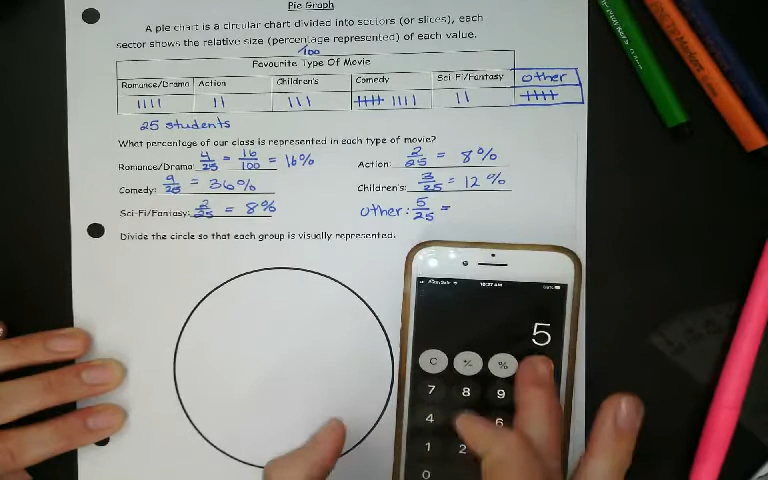 Pie Graph
A pie chart is a circular chart divided into sectors (or slices), each
sector shows the relative size (percentage represented) of each value.
/100
Favourite Type Of Movie
Romance/Drama Action Children's Comedy Sci Fi/Fantasy other
25 students
What percentage of our class is represented in each type of movie?
Romance/Drama: 4/25 = 16/100 = 16% Action: 2/25 = 8%
Comedy: 9/25 = 36% Children's: 3/25 = 12%
Sci-Fi/Fantasy: 2/25 = 8% other: 5/25 =
Divide the circle so that each group is visually represented.
10:27 AM
5
C %
7 8 9
4 6
1 2
0